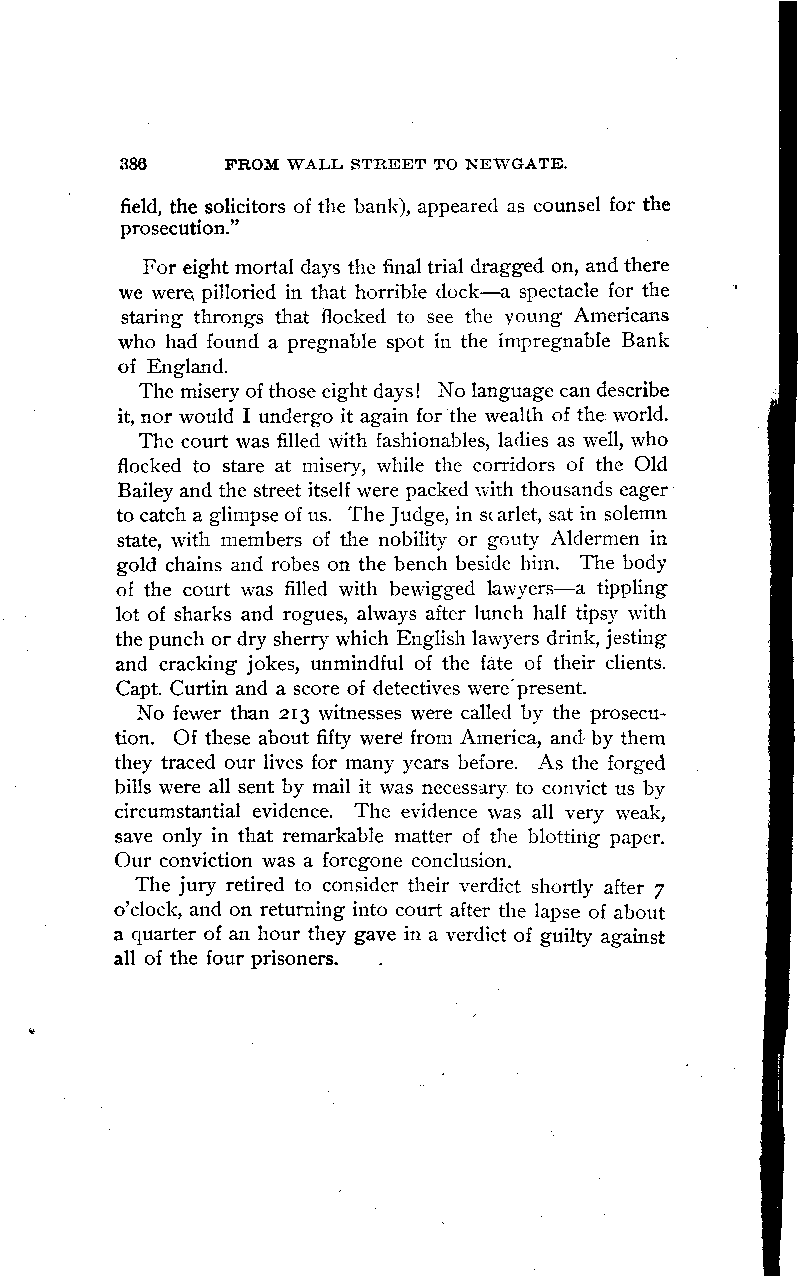 386 FROM WALL STREET TO NEWGATE.
field, the solicitors of the bank), appeared as counsel for the
prosecution."
For eight mortal days the final trial dragged on, and there
we were, pilloried in that horrible dock—a spectacle for the
staring throngs that flocked to see the young Americans
who had found a pregnable spot in the impregnable Bank
of England.
The misery of those eight days! No language can describe
it, nor would I undergo it again for the wealth of the world.
The court was filled with fashionables, ladies as well, who
flocked to stare at misery, while the corridors of the Old
Bailey and the street itself were packed with thousands eager
to catch a glimpse of us. The Judge, in scarlet, sat in solemn
state, with members of the nobility or gouty Aldermen in
gold chains and robes on the bench beside him. The body
of the court was filled with bewigged lawyers—a tippling
lot of sharks and rogues, always after lunch half tipsy with
the punch or dry sherry which English lawyers drink, jesting
and cracking jokes, unmindful of the fate of their clients.
Capt. Curtin and a score of detectives were present.
No fewer than 213 witnesses were called by the prosecu-
tion. Of these about fifty were from America, and by them
they traced our lives for many years before. As the forged
bills were all sent by mail it was necessary to convict us by
circumstantial evidence. The evidence was all very weak,
save only in that remarkable matter of the blotting paper.
Our conviction was a foregone conclusion.
The jury retired to consider their verdict shortly after 7
o'clock, and on returning into court after the lapse of about
a quarter of an hour they gave in a verdict of guilty against
all of the four prisoners.